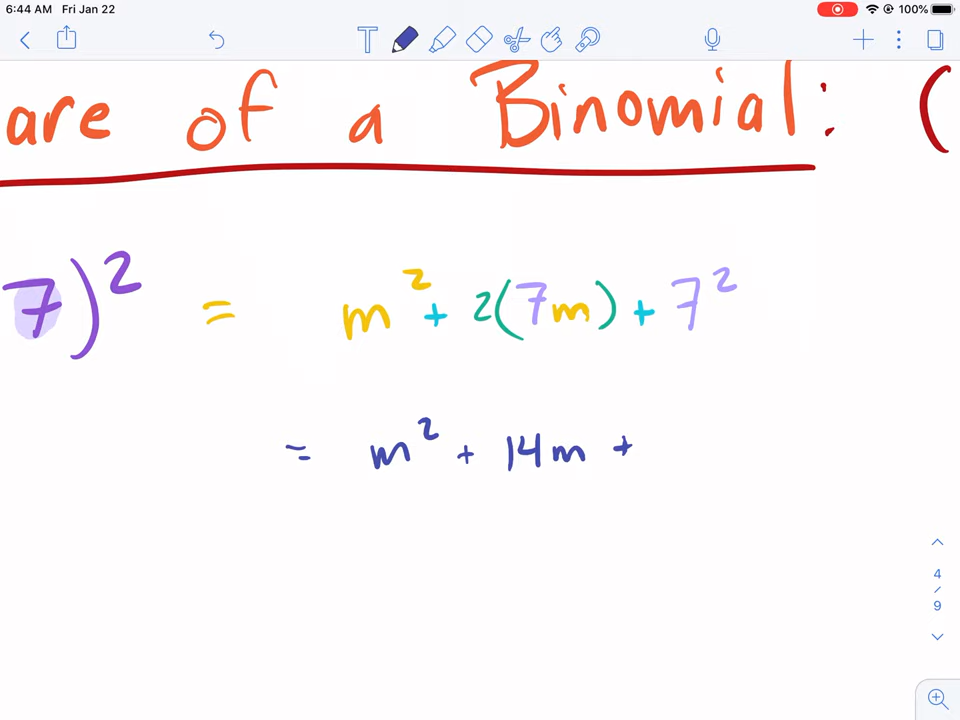 6:44 AM Fri Jan 22 100%
are of a Binomial: (
7)² = m² + 2(7m) + 7²
= m² + 14m +
4
/
9